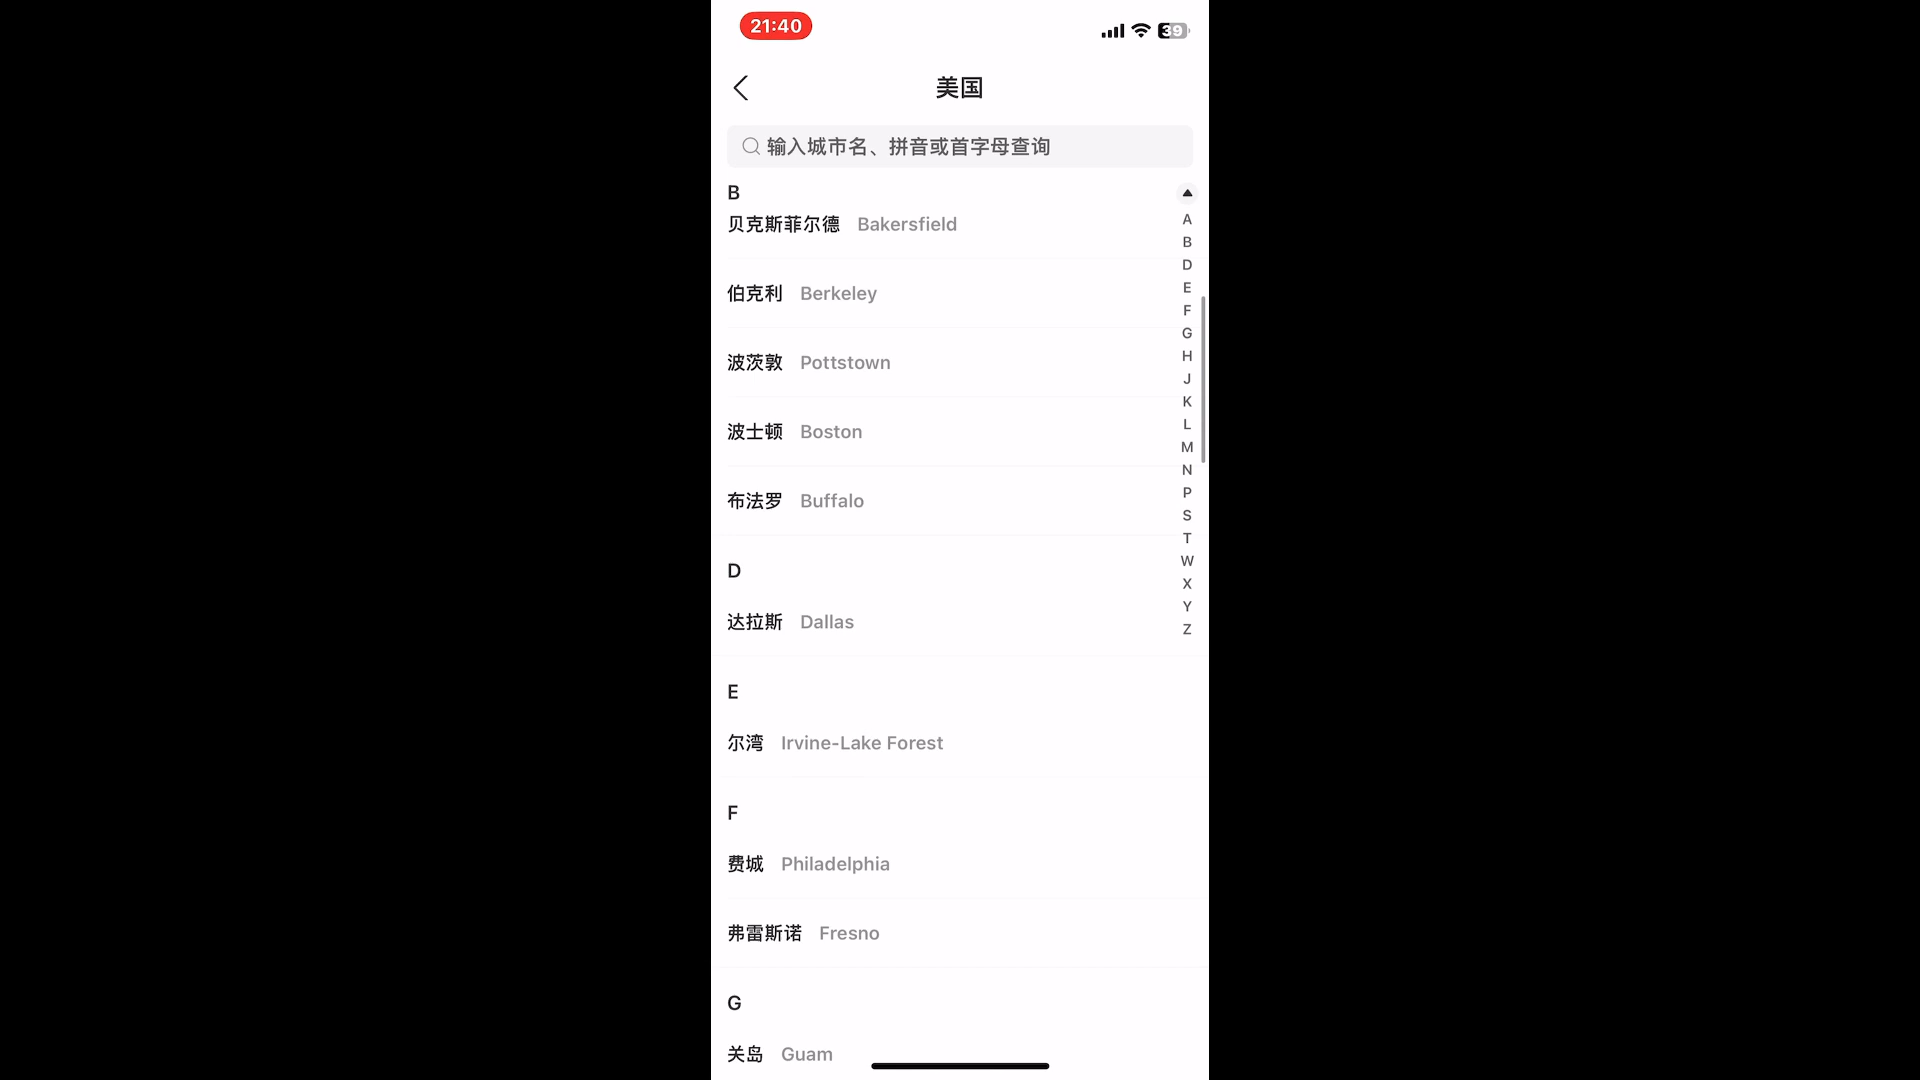 21:40
39
美国
输入城市名、拼音或首字母查询
B
贝克斯菲尔德 Bakersfield
伯克利 Berkeley
波茨敦 Pottstown
波士顿 Boston
布法罗 Buffalo
D
达拉斯 Dallas
E
尔湾 Irvine-Lake Forest
F
费城 Philadelphia
弗雷斯诺 Fresno
G
关岛 Guam
A
B
D
E
F
G
H
J
K
L
M
N
P
S
T
W
X
Y
Z